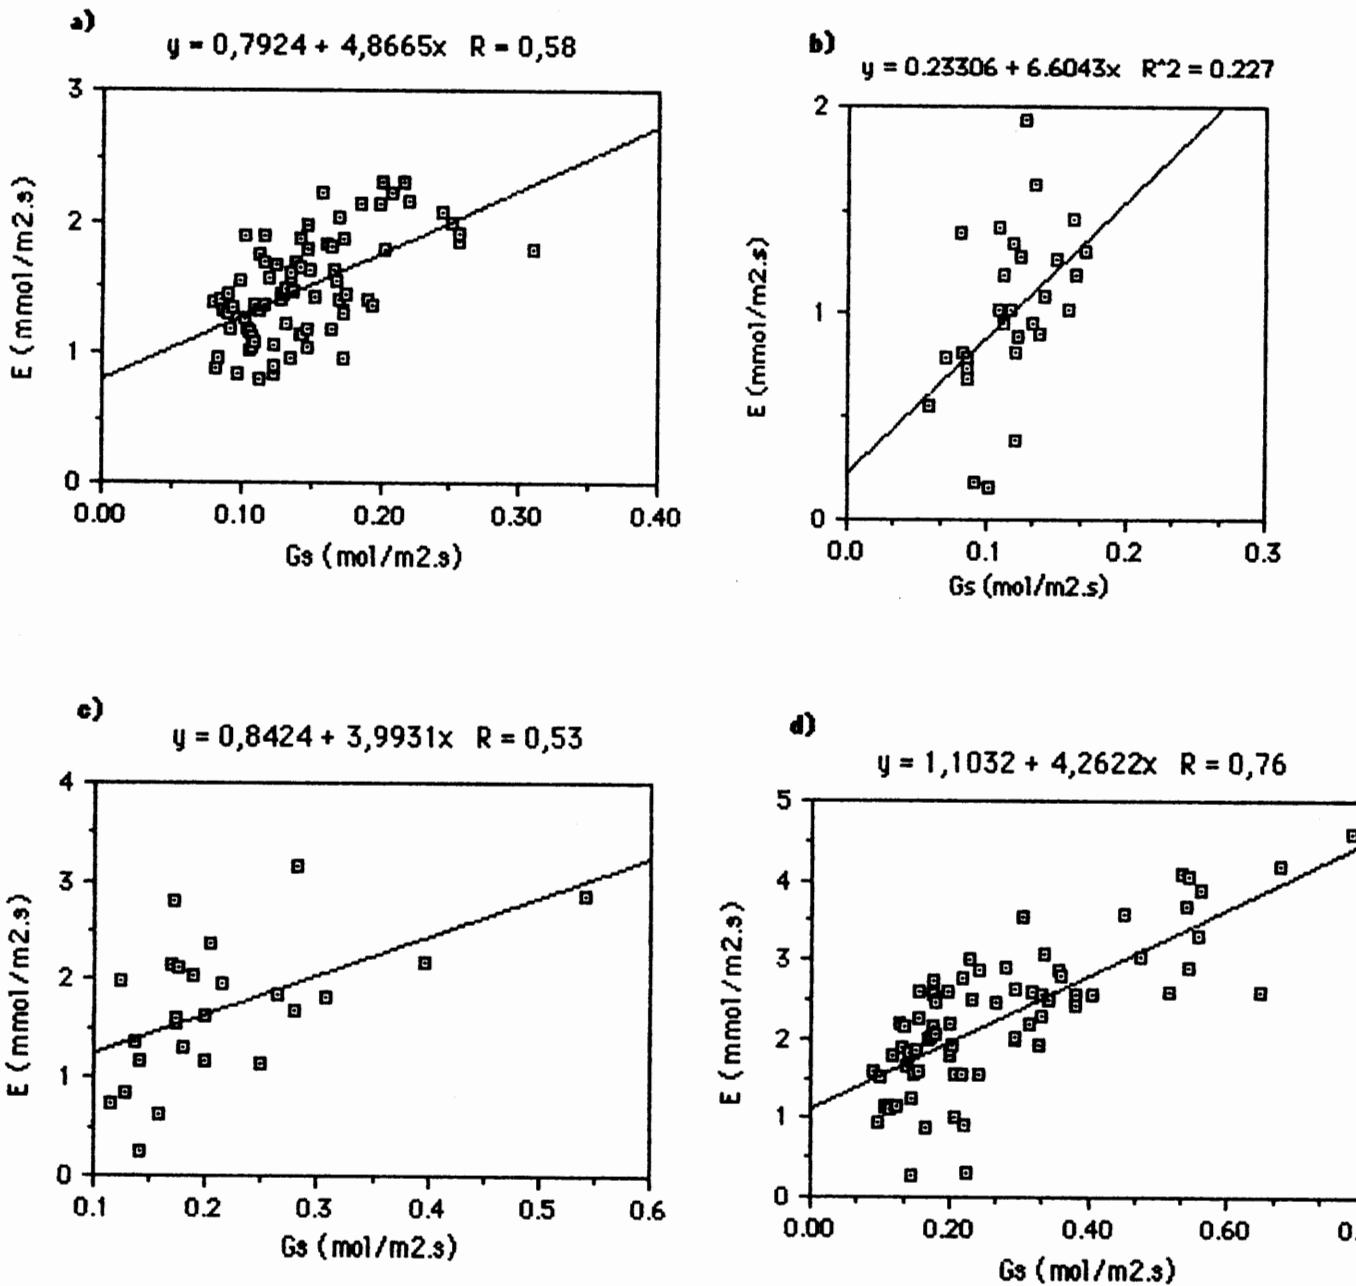 a)
y = 0,7924 + 4,8665x R = 0,58
3
2
1
0
E (mmol/m2.s)
0.00 0.10 0.20 0.30 0.40
Gs (mol/m2.s)
b)
y = 0.23306 + 6.6043x R^2 = 0.227
2
1
0
E (mmol/m2.s)
0.0 0.1 0.2 0.3
Gs (mol/m2.s)
c)
y = 0,8424 + 3,9931x R = 0,53
4
3
2
1
0
E (mmol/m2.s)
0.1 0.2 0.3 0.4 0.5 0.6
Gs (mol/m2.s)
d)
y = 1,1032 + 4,2622x R = 0,76
5
4
3
2
1
0
E (mmol/m2.s)
0.00 0.20 0.40 0.60 0.
Gs (mol/m2.s)